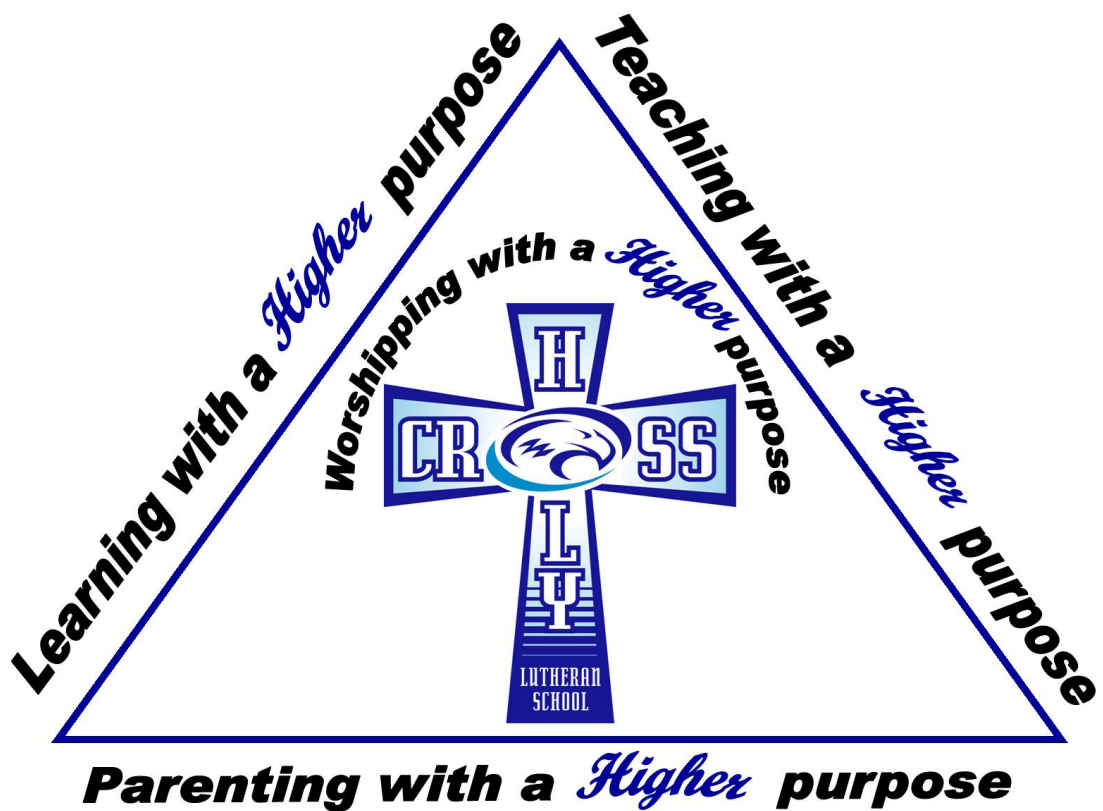 Learning with a Higher purpose
Teaching with a Higher purpose
Worshipping with a Higher purpose
HOLY
CROSS
LUTHERAN
SCHOOL
Parenting with a Higher purpose